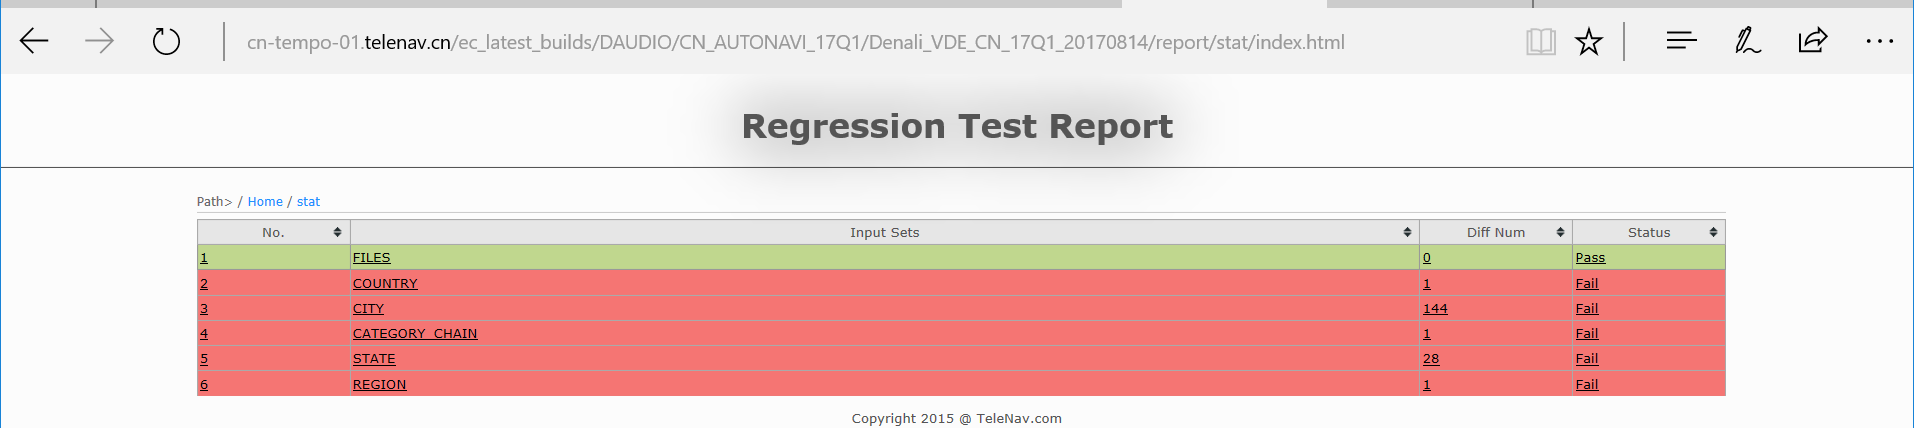 cn-tempo-01.telenav.cn/ec_latest_builds/DAUDIO/CN_AUTONAVI_17Q1/Denali_VDE_CN_17Q1_20170814/report/stat/index.html
Regression Test Report
Path> / Home / stat
No. Input Sets Diff Num Status
1 FILES 0 Pass
2 COUNTRY 1 Fail
3 CITY 144 Fail
4 CATEGORY_CHAIN 1 Fail
5 STATE 28 Fail
6 REGION 1 Fail
Copyright 2015 @ TeleNav.com